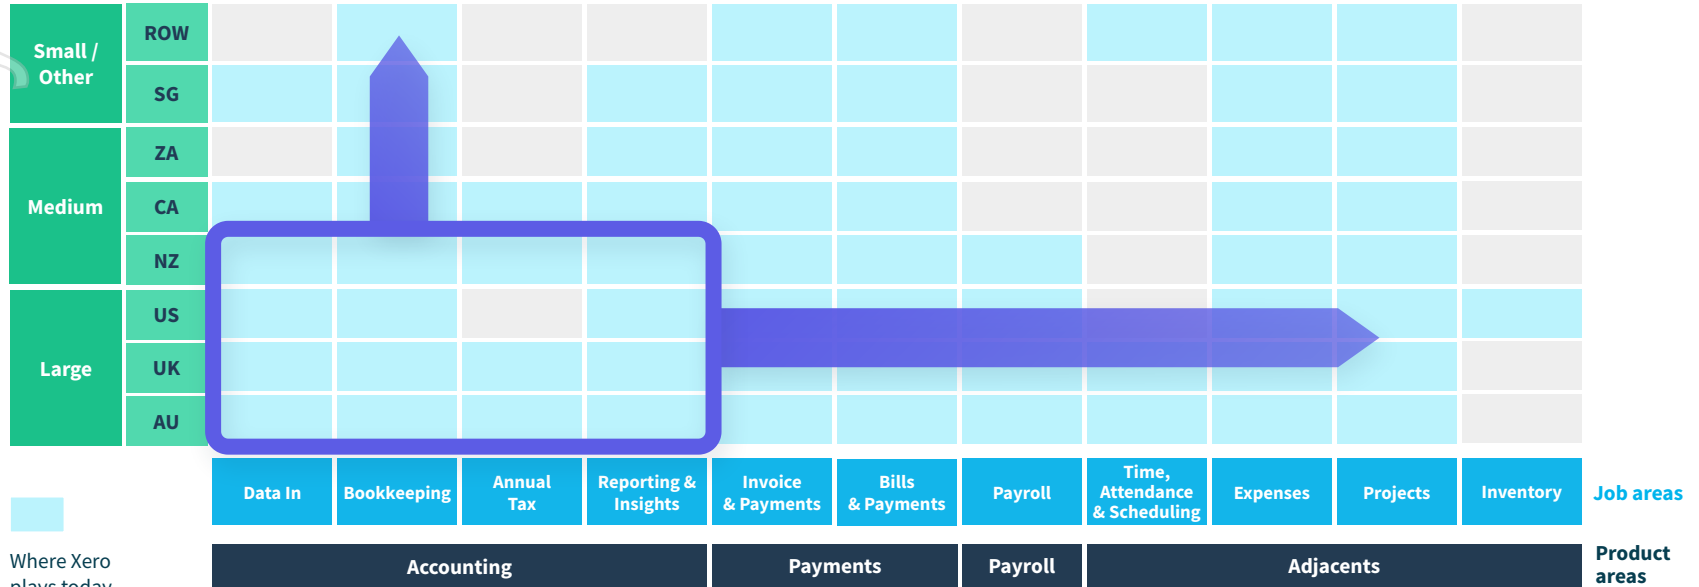 Small /
Other
ROW
SG
Medium
ZA
CA
NZ
Large
US
UK
AU
Data In
Bookkeeping
Annual
Tax
Reporting &
Insights
Invoice
& Payments
Bills
& Payments
Payroll
Time,
Attendance
& Scheduling
Expenses
Projects
Inventory
Job areas
Where Xero
plays today
Accounting
Payments
Payroll
Adjacents
Product
areas